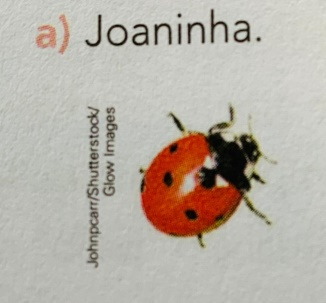 a) Joaninha.
Johnpcarr/Shutterstock/
Glow Images